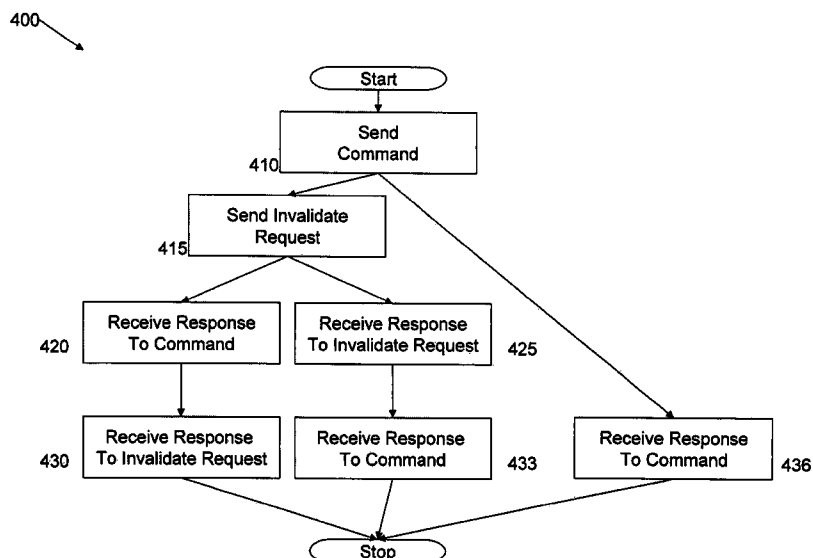 400
Start
Send
Command
410
Send Invalidate
Request
415
Receive Response
To Command
420
Receive Response
To Invalidate Request
425
Receive Response
To Invalidate Request
430
Receive Response
To Command
433
Receive Response
To Command
436
Stop